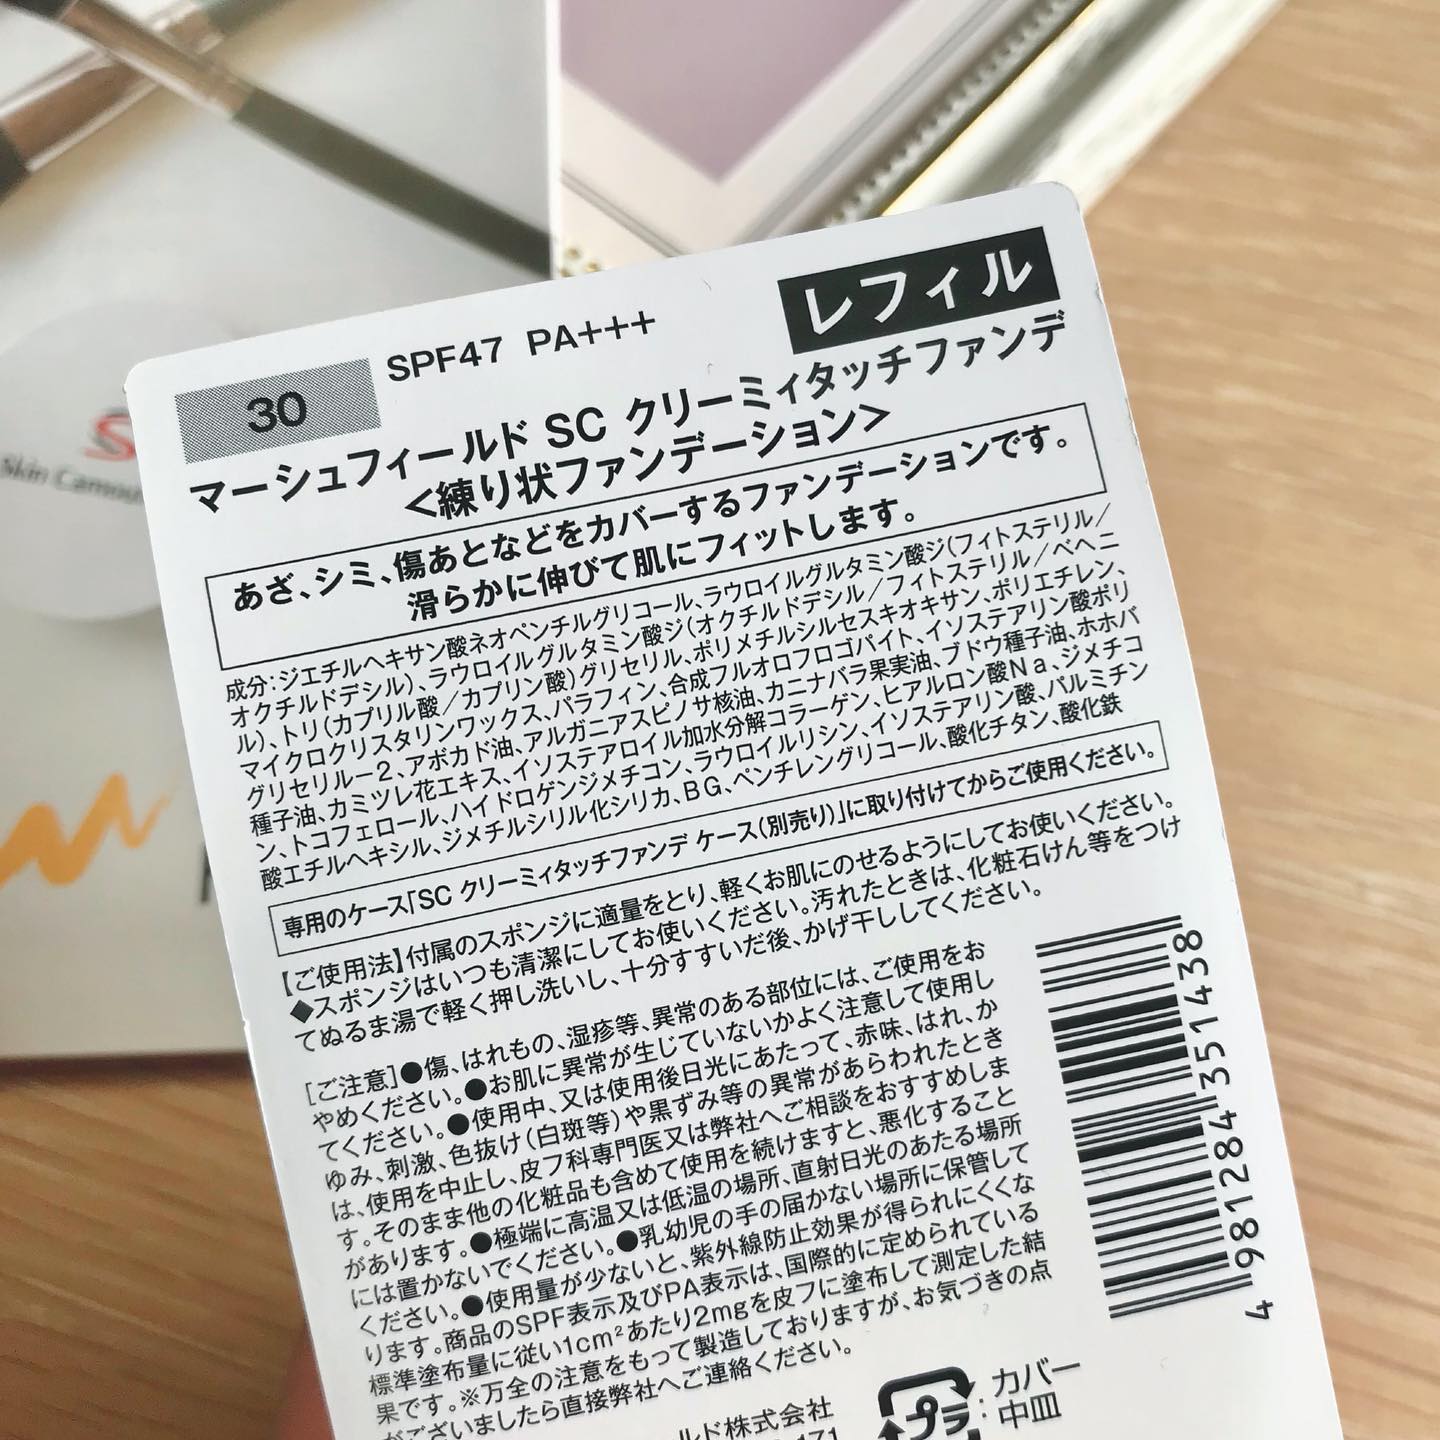 レフィル
30
SPF47 PA+++
マーシュフィールド SC クリーミィタッチファンデ
<練り状ファンデーション>
あざ、シミ、傷あとなどをカバーするファンデーションです。
滑らかに伸びて肌にフィットします。
成分:ジエチルヘキサン酸ネオペンチルグリコール、ラウロイルグルタミン酸ジ(フィトステリル/
オクチルドデシル)、ラウロイルグルタミン酸ジ(オクチルドデシル/フィトステリル/ベヘニ
ル)、トリ(カプリル酸/カプリン酸)グリセリル、ポリメチルシルセスキオキサン、ポリエチレン、
マイクロクリスタリンワックス、パラフィン、合成フルオロフロゴパイト、イソステアリン酸ポリ
グリセリル-2、アボカド油、アルガニアスピノサ核油、カニナバラ果実油、ブドウ種子油、ホホバ
種子油、カミツレ花エキス、イソステアロイル加水分解コラーゲン、ヒアルロン酸Na、ジメチコ
ン、トコフェロール、ハイドロゲンジメチコン、ラウロイルリシン、イソステアリン酸、パルミチン
酸エチルヘキシル、ジメチルシリル化シリカ、BG、ペンチレングリコール、酸化チタン、酸化鉄
専用のケース「SC クリーミィタッチファンデ ケース(別売り)」に取り付けてからご使用ください。
【ご使用法】付属のスポンジに適量をとり、軽くお肌にのせるようにしてお使いください。
◆スポンジはいつも清潔にしてお使いください。汚れたときは、化粧石けん等をつけ
てぬるま湯で軽く押し洗いし、十分すすいだ後、かげ干ししてください。
[ご注意]●傷、はれもの、湿疹等、異常のある部位には、ご使用をお
やめください。●お肌に異常が生じていないかよく注意して使用し
てください。●使用中、又は使用後日光にあたって、赤味、はれ、か
ゆみ、刺激、色抜け(白斑等)や黒ずみ等の異常があらわれたとき
は、使用を中止し、皮フ科専門医又は弊社へご相談をおすすめしま
す。そのまま他の化粧品も含めて使用を続けますと、悪化すること
があります。●極端に高温又は低温の場所、直射日光のあたる場所
には置かないでください。●乳幼児の手の届かない場所に保管して
ください。●使用量が少ないと、紫外線防止効果が得られにくくな
ります。商品のSPF表示及びPA表示は、国際的に定められている
標準塗布量に従い1cm²あたり2mgを皮フに塗布して測定した結
果です。※万全の注意をもって製造しておりますが、お気づきの点
がございましたら直接弊社へご連絡ください。
ルド株式会社
プラ:カバー
中皿
4981284351438
Skin Camou